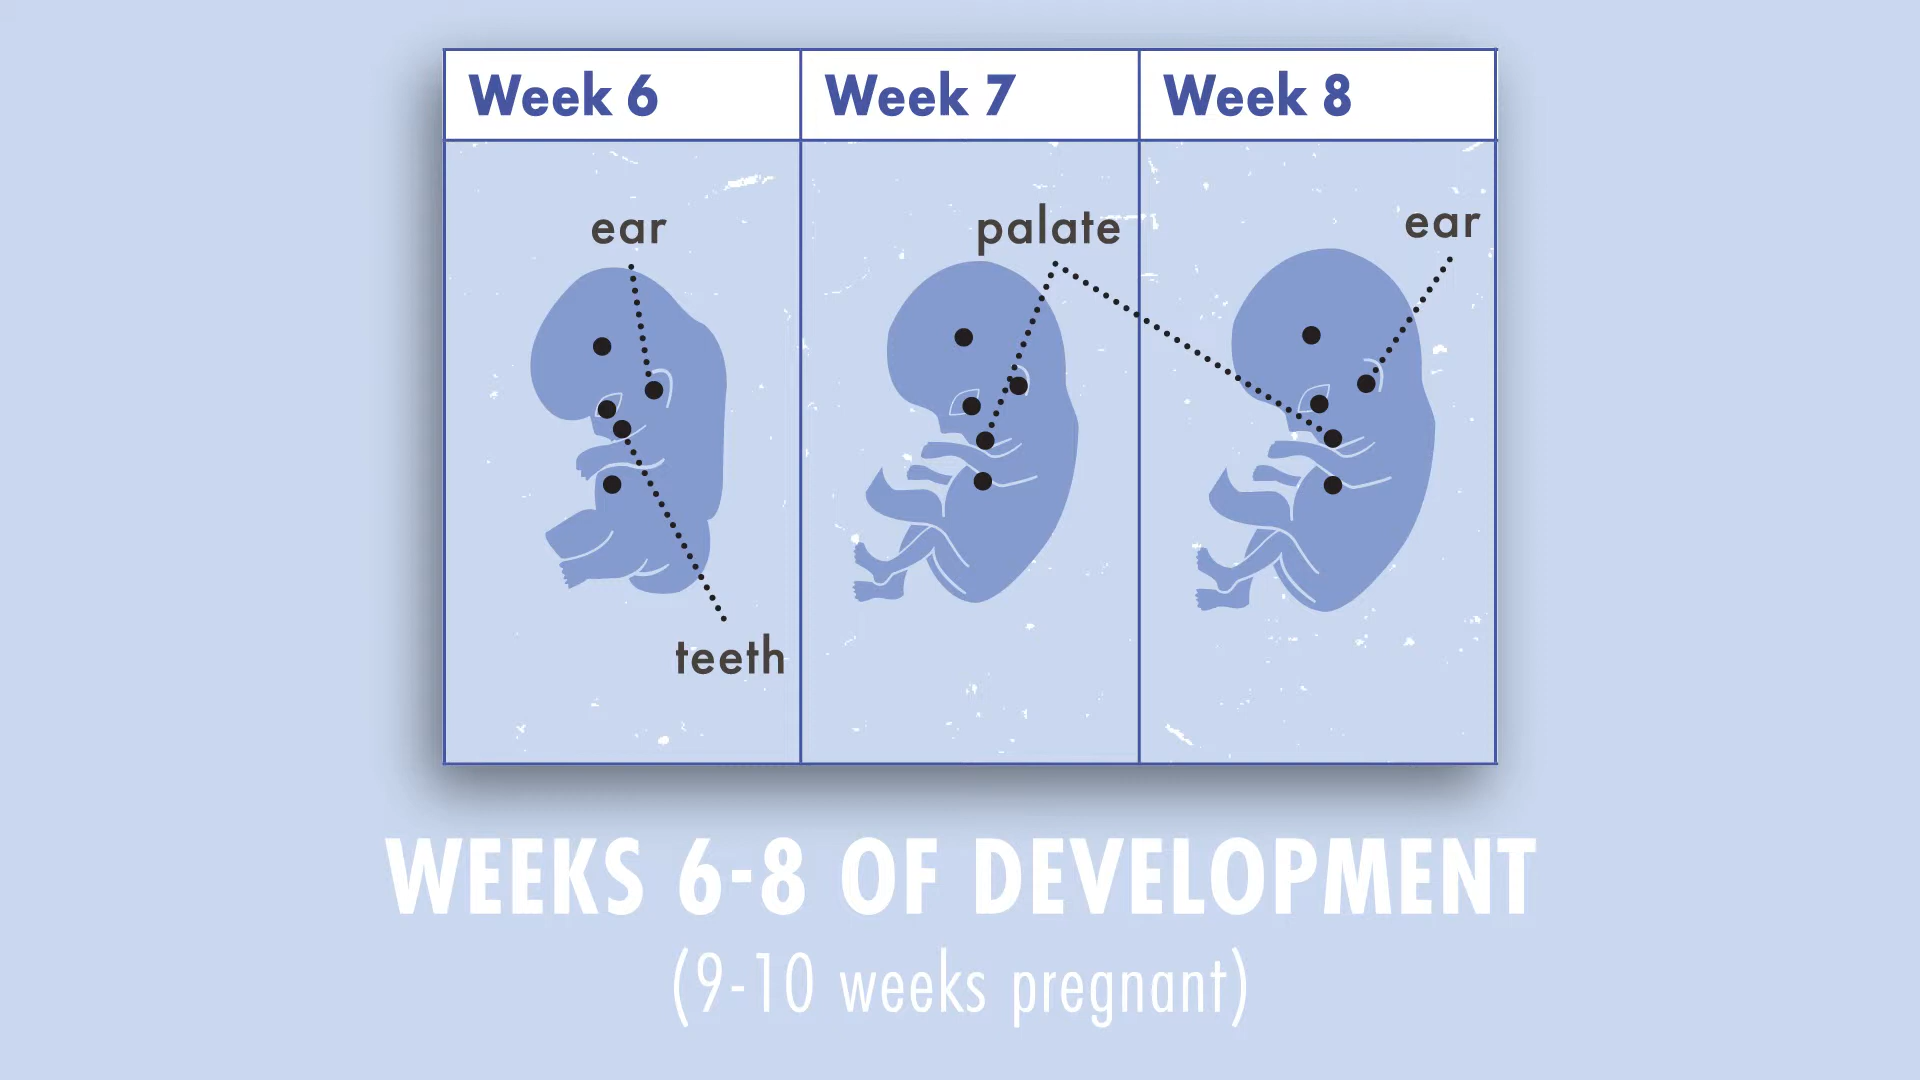 Week 6
Week 7
Week 8
ear
palate
ear
teeth
WEEKS 6-8 OF DEVELOPMENT
(9-10 weeks pregnant)